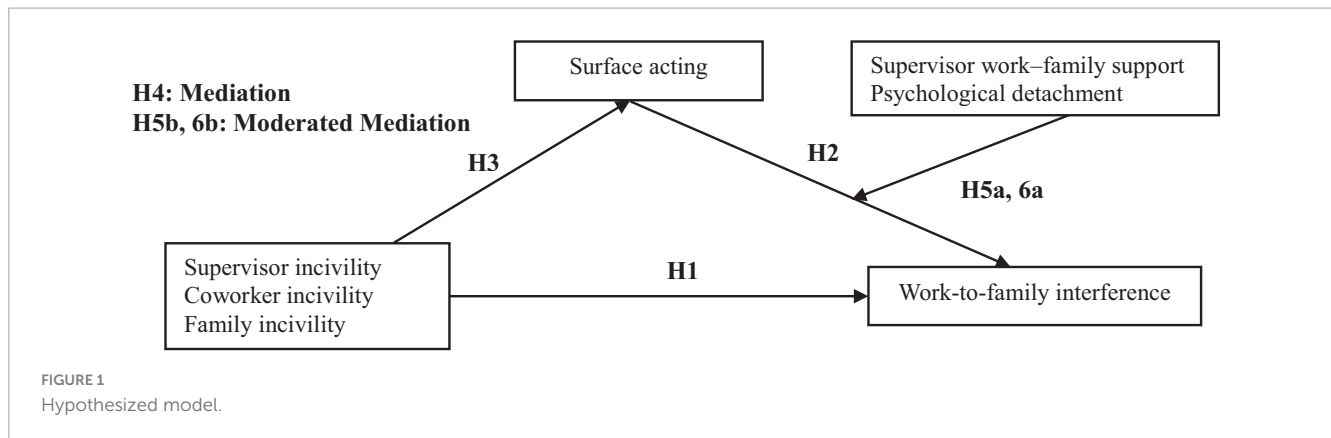 Surface acting
Supervisor work–family support
Psychological detachment
H4: Mediation
H5b, 6b: Moderated Mediation
H3
H2
H5a, 6a
Supervisor incivility
Coworker incivility
Family incivility
H1
Work-to-family interference
FIGURE 1
Hypothesized model.